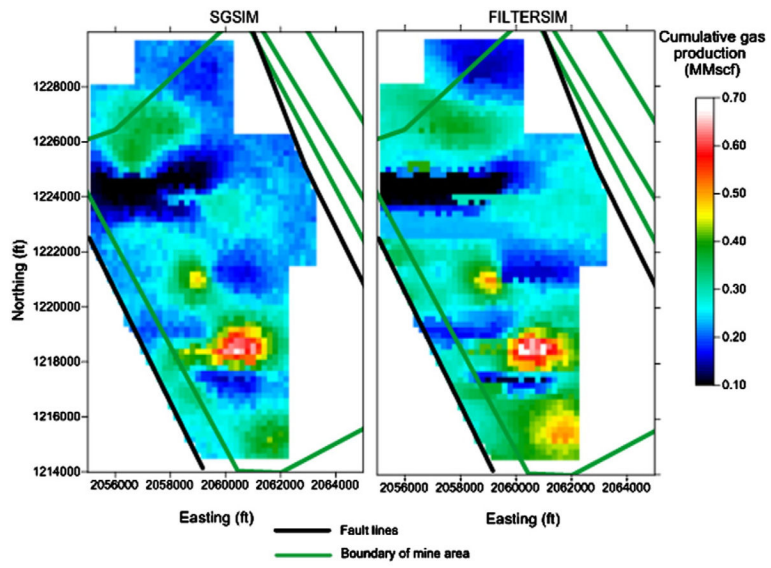 SGSIM
FILTERSIM
Cumulative gas
production
(MMscf)
0.70
0.60
0.50
0.40
0.30
0.20
0.10
Northing (ft)
1228000
1226000
1224000
1222000
1220000
1218000
1216000
1214000
2056000 2058000 2060000 2062000 2064000
2056000 2058000 2060000 2062000 2064000
Easting (ft)
Easting (ft)
Fault lines
Boundary of mine area